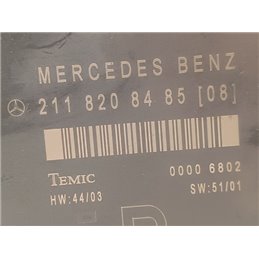 MERCEDES BENZ
211 820 84 85 [08]
TEMIC 0000 6802
HW:44/03 SW:51/01